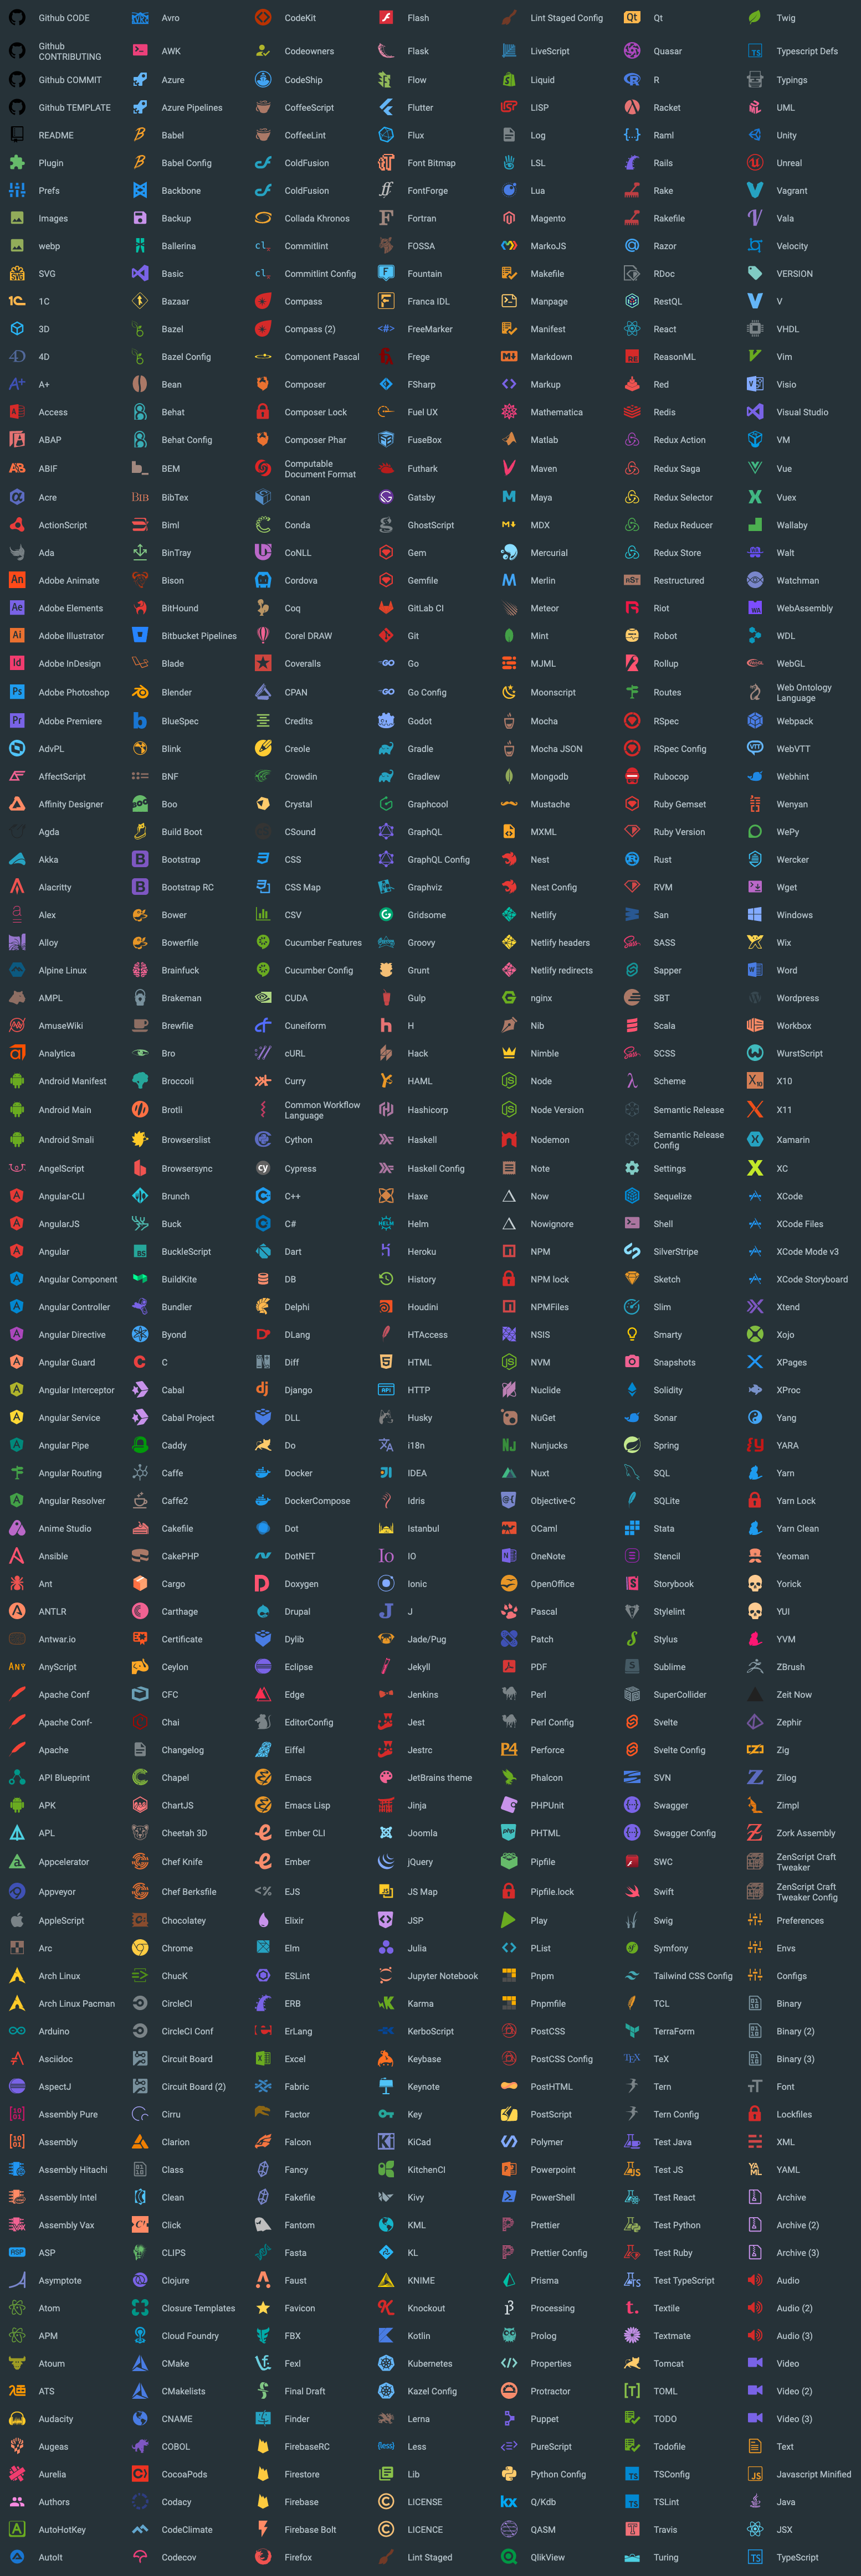 Github CODE
Github
CONTRIBUTING
Github COMMIT
Github TEMPLATE
README
Plugin
Prefs
Images
webp
SVG
1C
3D
4D
A+
Access
ABAP
ABIF
Acre
ActionScript
Ada
Adobe Animate
Adobe Elements
Adobe Illustrator
Adobe InDesign
Adobe Photoshop
Adobe Premiere
AdvPL
AffectScript
Affinity Designer
Agda
Akka
Alacritty
Alex
Alloy
Alpine Linux
AMPL
AmuseWiki
Analytica
Android Manifest
Android Main
Android Smali
AngelScript
Angular-CLI
AngularJS
Angular
Angular Component
Angular Controller
Angular Directive
Angular Guard
Angular Interceptor
Angular Service
Angular Pipe
Angular Routing
Angular Resolver
Anime Studio
Ansible
Ant
ANTLR
Antwar.io
AnyScript
Apache Conf
Apache Conf-
Apache
API Blueprint
APK
APL
Appcelerator
Appveyor
AppleScript
Arc
Arch Linux
Arch Linux Pacman
Arduino
Asciidoc
AspectJ
Assembly Pure
Assembly
Assembly Hitachi
Assembly Intel
Assembly Vax
ASP
Asymptote
Atom
APM
Atoum
ATS
Audacity
Augeas
Aurelia
Authors
AutoHotKey
AutoIt
Avro
AWK
Azure
Azure Pipelines
Babel
Babel Config
Backbone
Backup
Ballerina
Basic
Bazaar
Bazel
Bazel Config
Bean
Behat
Behat Config
BEM
BibTex
Biml
BinTray
Bison
BitHound
Bitbucket Pipelines
Blade
Blender
BlueSpec
Blink
BNF
Boo
Build Boot
Bootstrap
Bootstrap RC
Bower
Bowerfile
Brainfuck
Brakeman
Brewfile
Bro
Broccoli
Brotli
Browserslist
Browsersync
Brunch
Buck
BuckleScript
BuildKite
Bundler
Byond
C
Cabal
Cabal Project
Caddy
Caffe
Caffe2
Cakefile
CakePHP
Cargo
Carthage
Certificate
Ceylon
CFC
Chai
Changelog
Chapel
ChartJS
Cheetah 3D
Chef Knife
Chef Berksfile
Chocolatey
Chrome
ChucK
CircleCI
CircleCI Conf
Circuit Board
Circuit Board (2)
Cirru
Clarion
Class
Clean
Click
CLIPS
Clojure
Closure Templates
Cloud Foundry
CMake
CMakelists
CNAME
COBOL
CocoaPods
Codacy
CodeClimate
Codecov
CodeKit
Codeowners
CodeShip
CoffeeScript
CoffeeLint
ColdFusion
ColdFusion
Collada Khronos
Commitlint
Commitlint Config
Compass
Compass (2)
Component Pascal
Composer
Composer Lock
Composer Phar
Computable
Document Format
Conan
Conda
CoNLL
Cordova
Coq
Corel DRAW
Coveralls
CPAN
Credits
Creole
Crowdin
Crystal
CSound
CSS
CSS Map
CSV
Cucumber Features
Cucumber Config
CUDA
Cuneiform
cURL
Curry
Common Workflow
Language
Cython
Cypress
C++
C#
Dart
DB
Delphi
DLang
Diff
Django
DLL
Do
Docker
DockerCompose
Dot
DotNET
Doxygen
Drupal
Dylib
Eclipse
Edge
EditorConfig
Eiffel
Emacs
Emacs Lisp
Ember CLI
Ember
EJS
Elixir
Elm
ESLint
ERB
ErLang
Excel
Fabric
Factor
Falcon
Fancy
Fakefile
Fantom
Fasta
Faust
Favicon
FBX
Fexl
Final Draft
Finder
FirebaseRC
Firestore
Firebase
Firebase Bolt
Firefox
Flash
Flask
Flow
Flutter
Flux
Font Bitmap
FontForge
Fortran
FOSSA
Fountain
Franca IDL
FreeMarker
Frege
FSharp
Fuel UX
FuseBox
Futhark
Gatsby
GhostScript
Gem
Gemfile
GitLab CI
Git
Go
Go Config
Godot
Gradle
Gradlew
Graphcool
GraphQL
GraphQL Config
Graphviz
Gridsome
Groovy
Grunt
Gulp
H
Hack
HAML
Hashicorp
Haskell
Haskell Config
Haxe
Helm
Heroku
History
Houdini
HTAccess
HTML
HTTP
Husky
i18n
IDEA
Idris
Istanbul
IO
Ionic
J
Jade/Pug
Jekyll
Jenkins
Jest
Jestrc
JetBrains theme
Jinja
Joomla
jQuery
JS Map
JSP
Julia
Jupyter Notebook
Karma
KerboScript
Keybase
Keynote
Key
KiCad
KitchenCI
Kivy
KML
KL
KNIME
Knockout
Kotlin
Kubernetes
Kazel Config
Lerna
Less
Lib
LICENSE
LICENCE
Lint Staged
Lint Staged Config
LiveScript
Liquid
LISP
Log
LSL
Lua
Magento
MarkoJS
Makefile
Manpage
Manifest
Markdown
Markup
Mathematica
Matlab
Maven
Maya
MDX
Mercurial
Merlin
Meteor
Mint
MJML
Moonscript
Mocha
Mocha JSON
Mongodb
Mustache
MXML
Nest
Nest Config
Netlify
Netlify headers
Netlify redirects
nginx
Nib
Nimble
Node
Node Version
Nodemon
Note
Now
Nowignore
NPM
NPM lock
NPMFiles
NSIS
NVM
Nuclide
NuGet
Nunjucks
Nuxt
Objective-C
OCaml
OneNote
OpenOffice
Pascal
Patch
PDF
Perl
Perl Config
Perforce
Phalcon
PHPUnit
PHTML
Pipfile
Pipfile.lock
Play
PList
Pnpm
Pnpmfile
PostCSS
PostCSS Config
PostHTML
PostScript
Polymer
Powerpoint
PowerShell
Prettier
Prettier Config
Prisma
Processing
Prolog
Properties
Protractor
Puppet
PureScript
Python Config
Q/Kdb
QASM
QlikView
Qt
Quasar
R
Racket
Raml
Rails
Rake
Rakefile
Razor
RDoc
RestQL
React
ReasonML
Red
Redis
Redux Action
Redux Saga
Redux Selector
Redux Reducer
Redux Store
Restructured
Riot
Robot
Rollup
Routes
RSpec
RSpec Config
Rubocop
Ruby Gemset
Ruby Version
Rust
RVM
San
SASS
Sapper
SBT
Scala
SCSS
Scheme
Semantic Release
Semantic Release
Config
Settings
Sequelize
Shell
SilverStripe
Sketch
Slim
Smarty
Snapshots
Solidity
Sonar
Spring
SQL
SQLite
Stata
Stencil
Storybook
Stylelint
Stylus
Sublime
SuperCollider
Svelte
Svelte Config
SVN
Swagger
Swagger Config
SWC
Swift
Swig
Symfony
Tailwind CSS Config
TCL
TerraForm
TeX
Tern
Tern Config
Test Java
Test JS
Test React
Test Python
Test Ruby
Test TypeScript
Textile
Textmate
Tomcat
TOML
TODO
Todofile
TSConfig
TSLint
Travis
Turing
Twig
Typescript Defs
Typings
UML
Unity
Unreal
Vagrant
Vala
Velocity
VERSION
V
VHDL
Vim
Visio
Visual Studio
VM
Vue
Vuex
Wallaby
Walt
Watchman
WebAssembly
WDL
WebGL
Web Ontology
Language
Webpack
WebVTT
Webhint
Wenyan
WePy
Wercker
Wget
Windows
Wix
Word
Wordpress
Workbox
WurstScript
X10
X11
Xamarin
XC
XCode
XCode Files
XCode Mode v3
XCode Storyboard
Xtend
Xojo
XPages
XProc
Yang
YARA
Yarn
Yarn Lock
Yarn Clean
Yeoman
Yorick
YUI
YVM
ZBrush
Zeit Now
Zephir
Zig
Zilog
Zimpl
Zork Assembly
ZenScript Craft
Tweaker
ZenScript Craft
Tweaker Config
Preferences
Envs
Configs
Binary
Binary (2)
Binary (3)
Font
Lockfiles
XML
YAML
Archive
Archive (2)
Archive (3)
Audio
Audio (2)
Audio (3)
Video
Video (2)
Video (3)
Text
Javascript Minified
Java
JSX
TypeScript